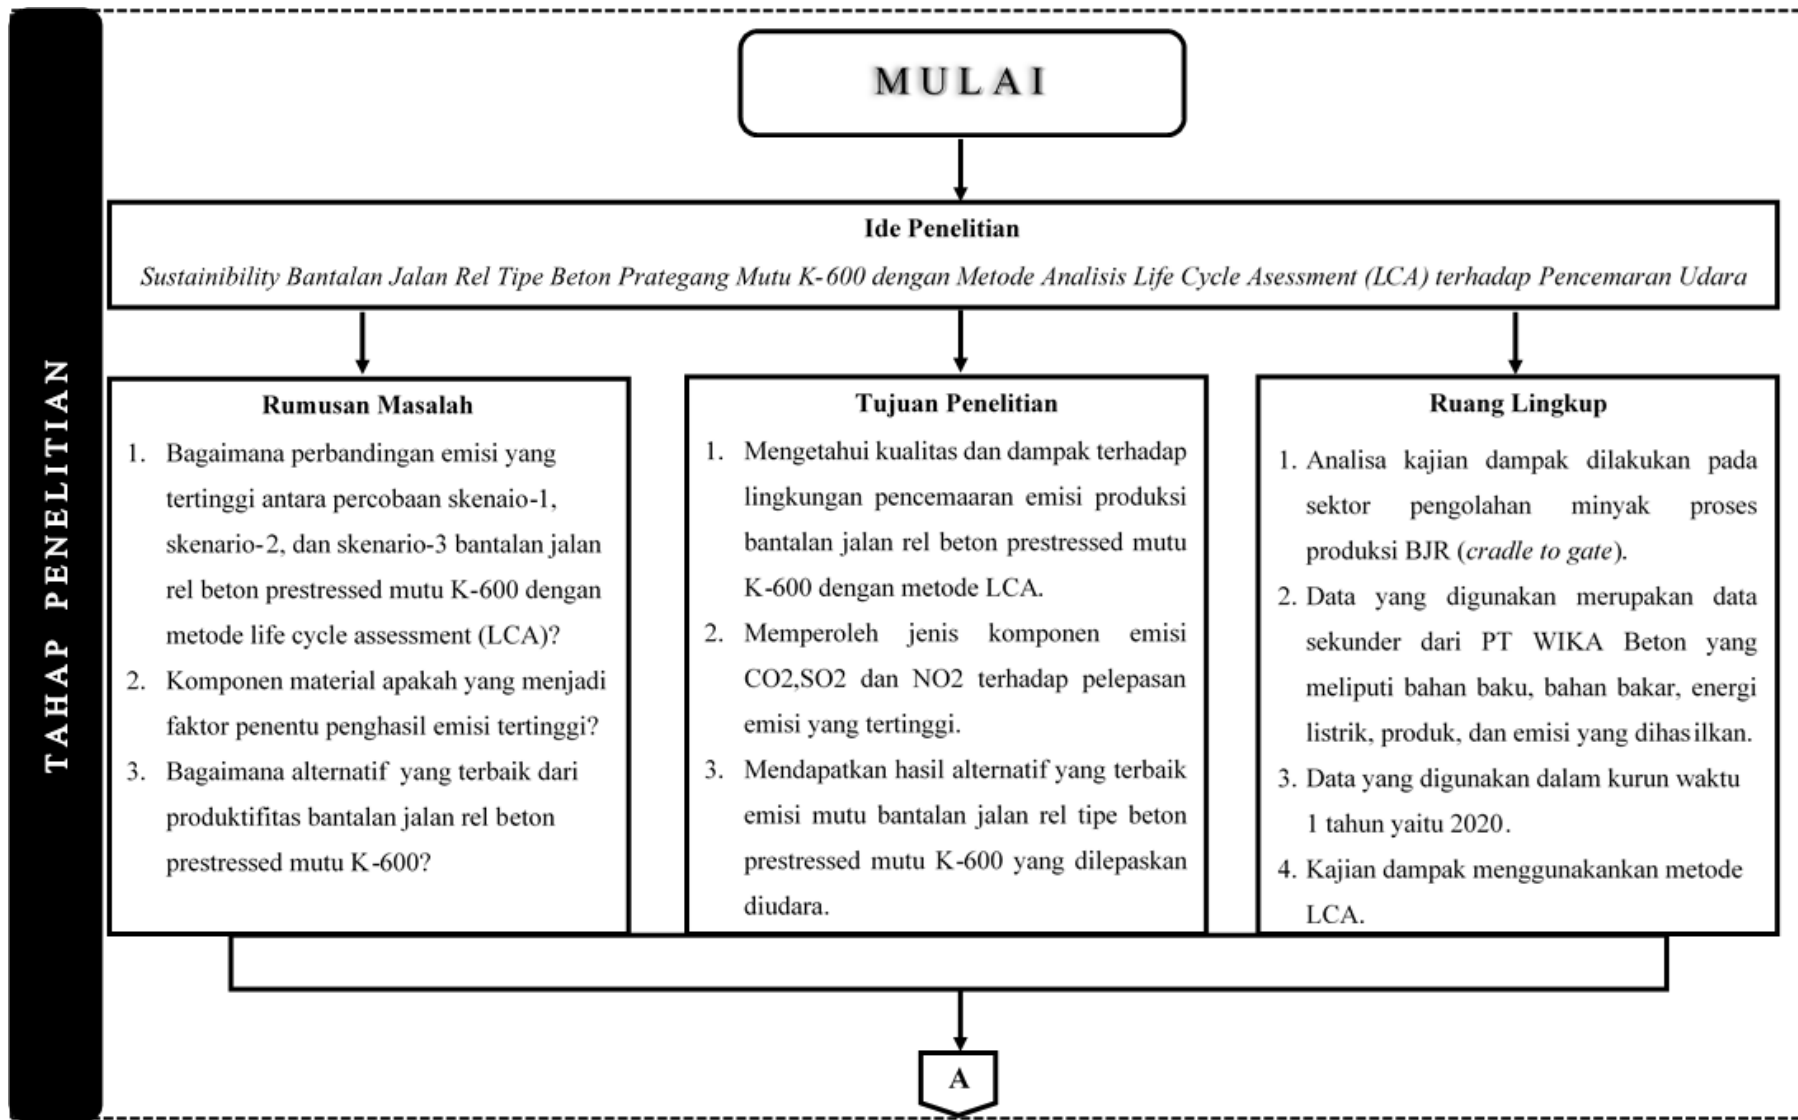 TAHAP PENELITIAN
MULAI
Ide Penelitian
Sustainibility Bantalan Jalan Rel Tipe Beton Prategang Mutu K-600 dengan Metode Analisis Life Cycle Asessment (LCA) terhadap Pencemaran Udara
Rumusan Masalah
1. Bagaimana perbandingan emisi yang
tertinggi antara percobaan skenaio-1,
skenario-2, dan skenario-3 bantalan jalan
rel beton prestressed mutu K-600 dengan
metode life cycle assessment (LCA)?
2. Komponen material apakah yang menjadi
faktor penentu penghasil emisi tertinggi?
3. Bagaimana alternatif yang terbaik dari
produktifitas bantalan jalan rel beton
prestressed mutu K-600?
Tujuan Penelitian
1. Mengetahui kualitas dan dampak terhadap
lingkungan pencemaaran emisi produksi
bantalan jalan rel beton prestressed mutu
K-600 dengan metode LCA.
2. Memperoleh jenis komponen emisi
CO2,SO2 dan NO2 terhadap pelepasan
emisi yang tertinggi.
3. Mendapatkan hasil alternatif yang terbaik
emisi mutu bantalan jalan rel tipe beton
prestressed mutu K-600 yang dilepaskan
diudara.
Ruang Lingkup
1. Analisa kajian dampak dilakukan pada
sektor pengolahan minyak proses
produksi BJR (cradle to gate).
2. Data yang digunakan merupakan data
sekunder dari PT WIKA Beton yang
meliputi bahan baku, bahan bakar, energi
listrik, produk, dan emisi yang dihasilkan.
3. Data yang digunakan dalam kurun waktu
1 tahun yaitu 2020.
4. Kajian dampak menggunakankan metode
LCA.
A